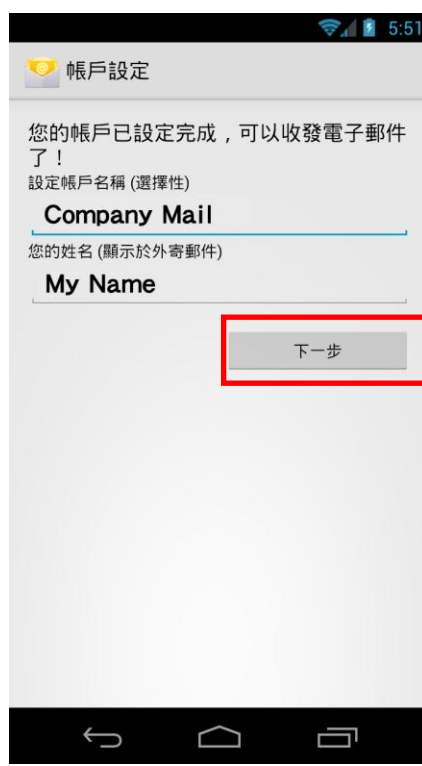 5:51
帳戶設定
您的帳戶已設定完成，可以收發電子郵件
了！
設定帳戶名稱 (選擇性)
Company Mail
您的姓名 (顯示於外寄郵件)
My Name
下一步